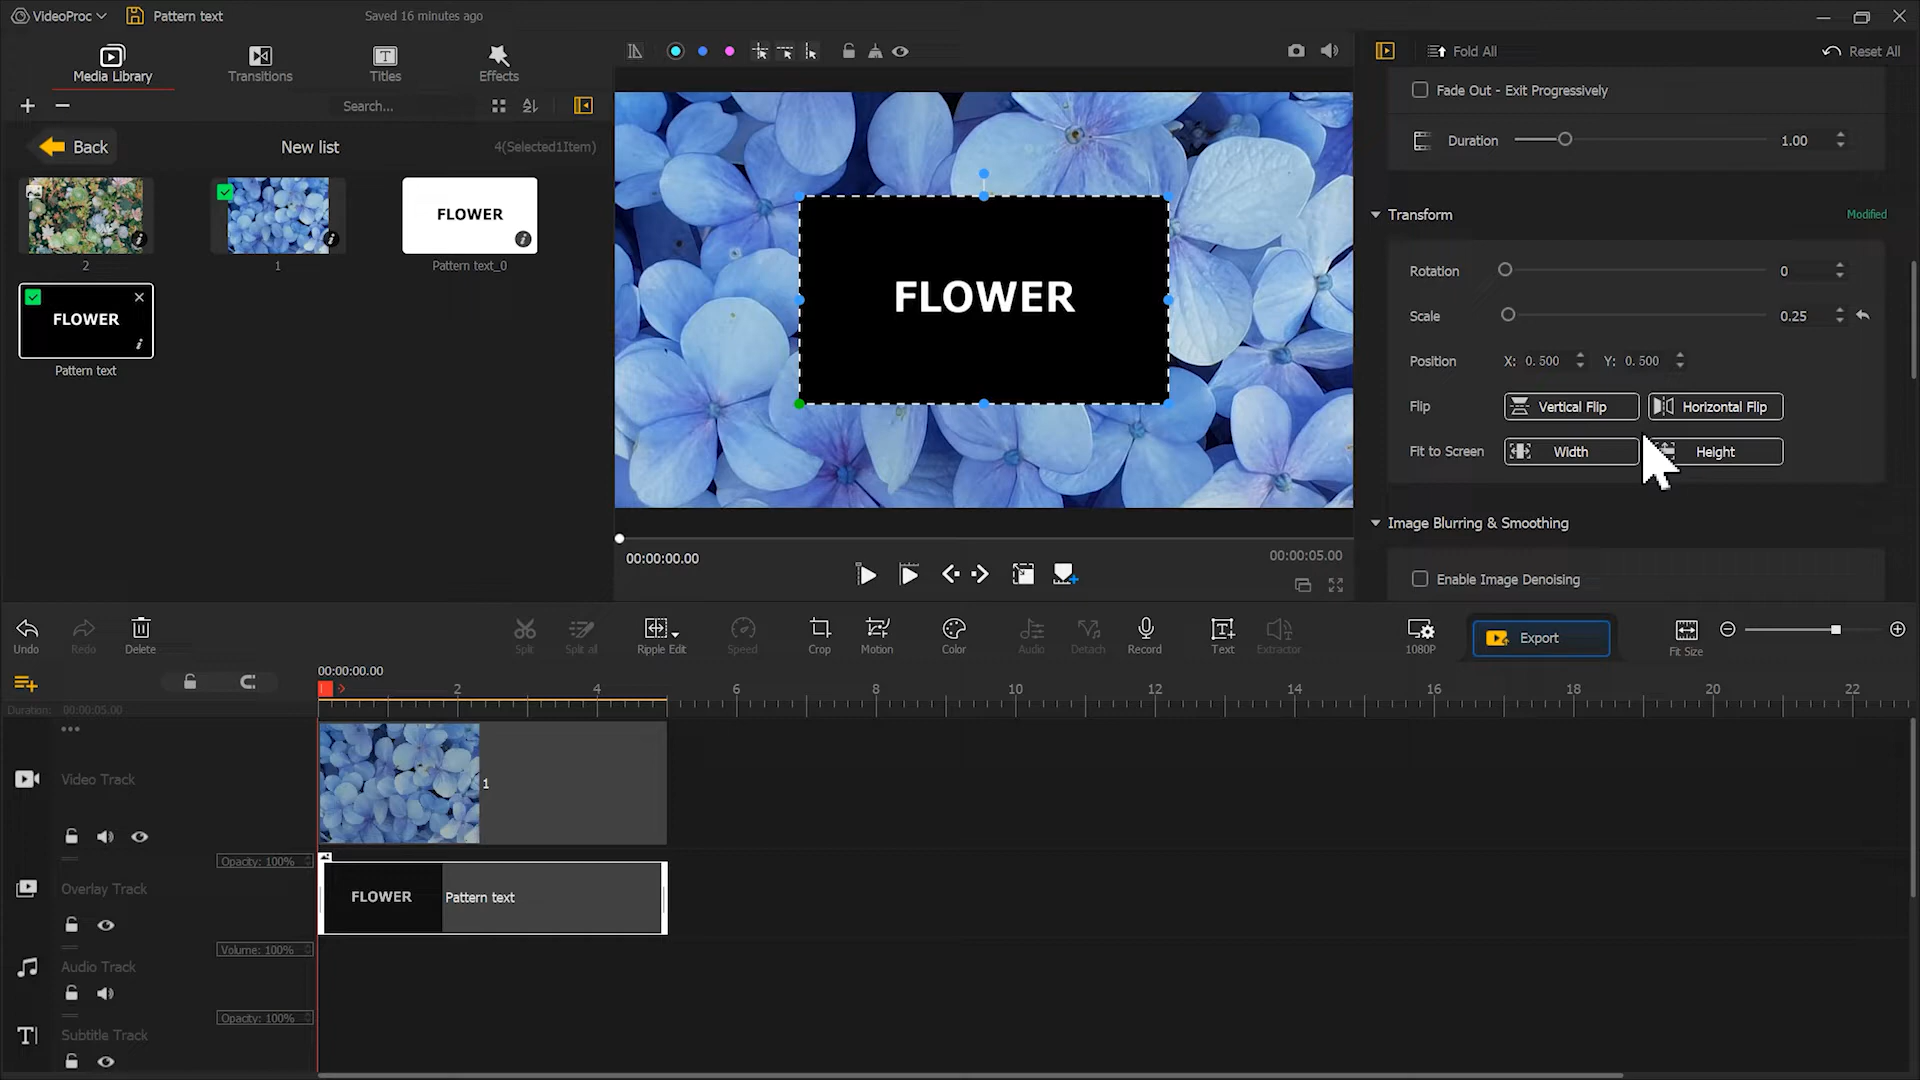 VideoProc
Pattern text
Saved 16 minutes ago
Media Library
Transitions
Titles
Effects
Search...
Back
New list
4(Selected1Item)
2
1
FLOWER
Pattern text_0
FLOWER
Pattern text
FLOWER
00:00:00.00
00:00:05.00
Fold All
Reset All
Fade Out - Exit Progressively
Duration
1.00
Transform
Modified
Rotation
0
Scale
0.25
Position
X: 0.500
Y: 0.500
Flip
Vertical Flip
Horizontal Flip
Fit to Screen
Width
Height
Image Blurring & Smoothing
Enable Image Denoising
Undo
Redo
Delete
Split
Split all
Ripple Edit
Speed
Crop
Motion
Color
Audio
Detach
Record
Text
Extractor
1080P
Export
Fit Size
00:00:00.00
2 4 6 8 10 12 14 16 18 20 22
Duration: 00:00:05.00
Video Track
1
Opacity: 100%
Overlay Track
FLOWER
Pattern text
Volume: 100%
Audio Track
Opacity: 100%
Subtitle Track